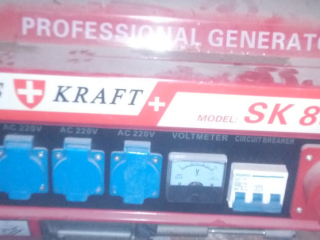 PROFESSIONAL GENERATO
E KRAFT
MODEL: SK 8
AC 220V AC 220V AC 220V VOLTMETER CIRCUIT BREAKER
V